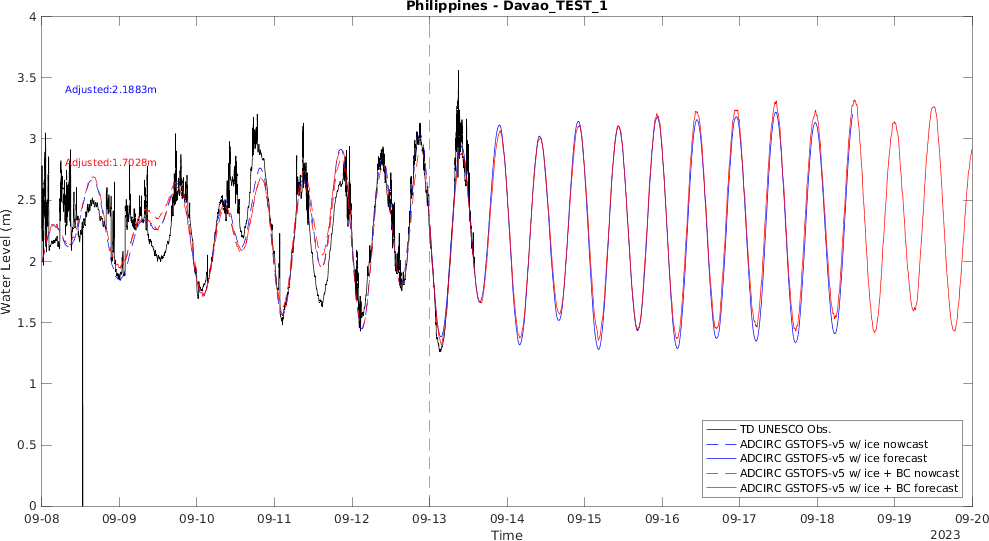 Philippines - Davao_TEST_1
4
3.5
3
2.5
2
1.5
1
0.5
0
Water Level (m)
Adjusted:2.1883m
Adjusted:1.7028m
TD UNESCO Obs.
ADCIRC GSTOFS-v5 w/ ice nowcast
ADCIRC GSTOFS-v5 w/ ice forecast
ADCIRC GSTOFS-v5 w/ ice + BC nowcast
ADCIRC GSTOFS-v5 w/ ice + BC forecast
09-08 09-09 09-10 09-11 09-12 09-13 09-14 09-15 09-16 09-17 09-18 09-19 09-20
Time
2023